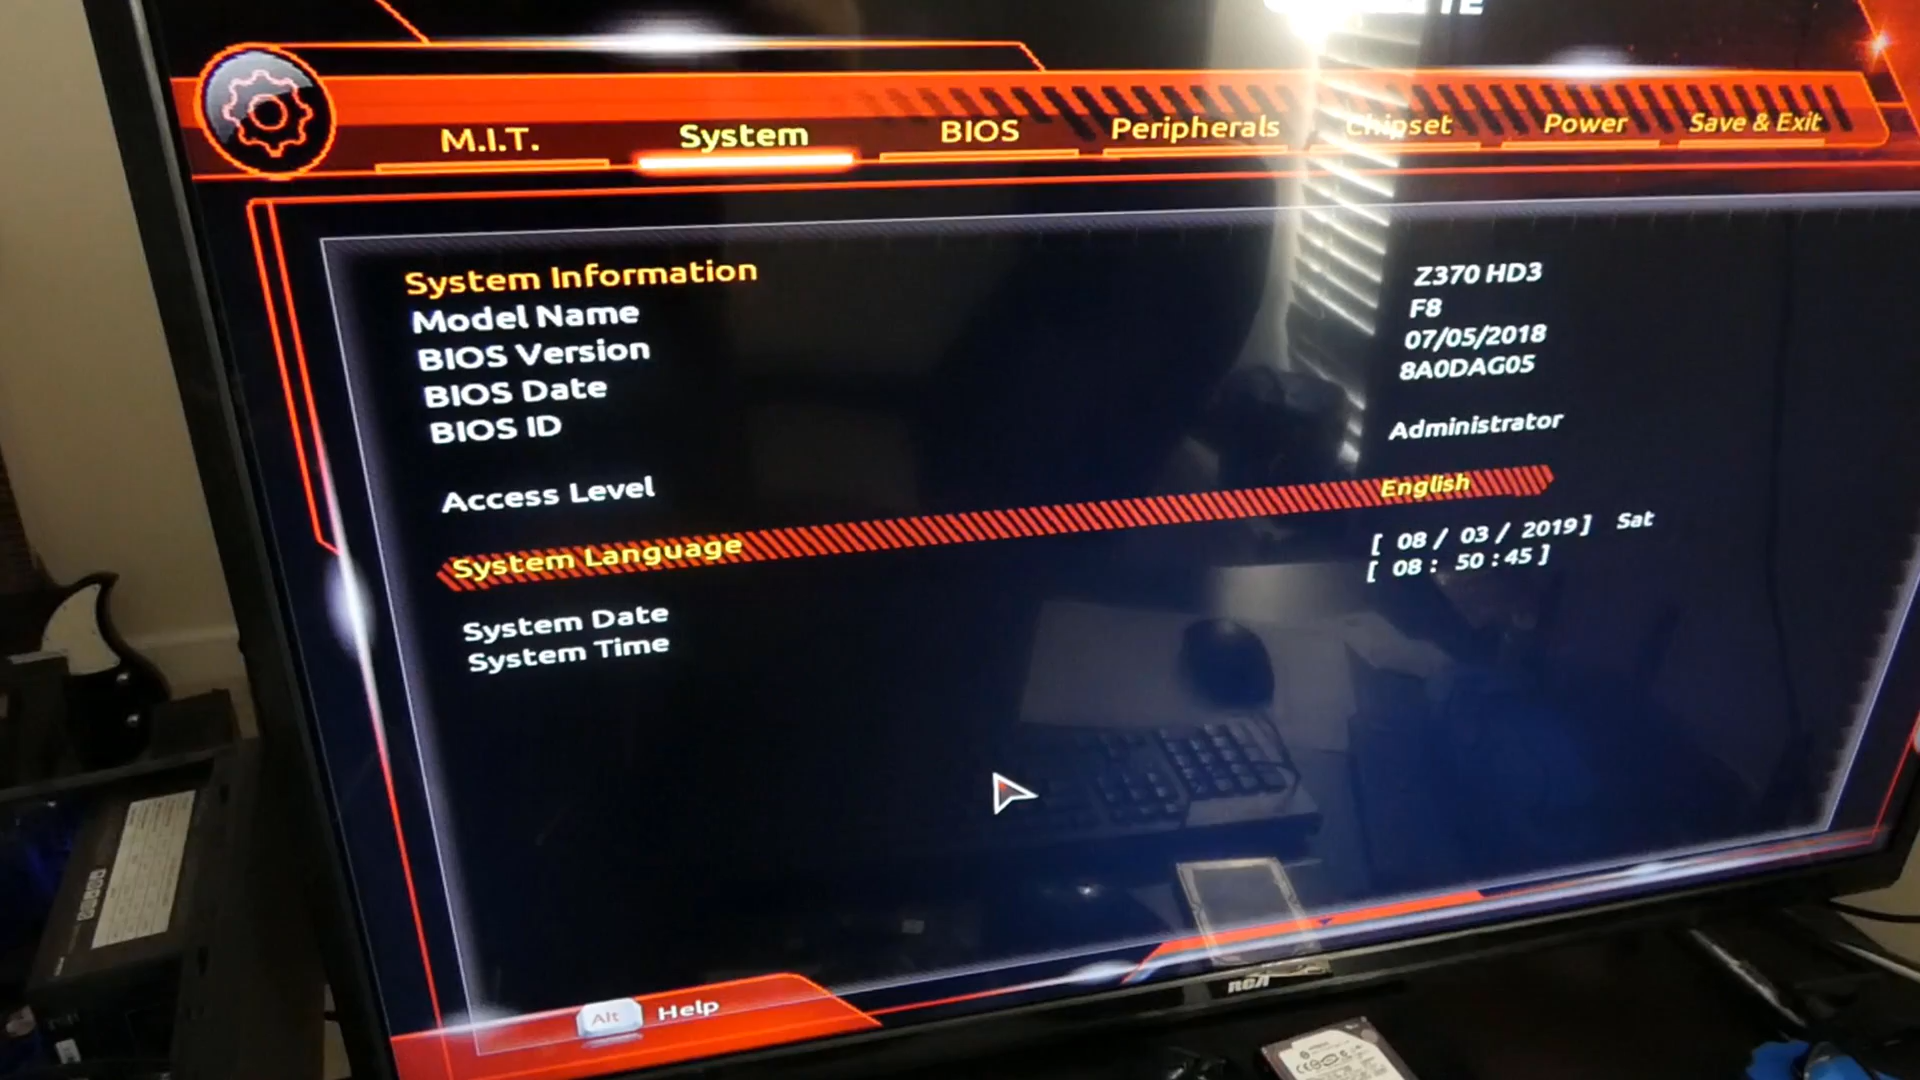 M.I.T. System BIOS Peripherals Chipset Power Save & Exit
System Information
Model Name Z370 HD3
BIOS Version F8
BIOS Date 07/05/2018
BIOS ID 8A0DAG05
Access Level Administrator
System Language English
System Date [ 08 / 03 / 2019 ] Sat
System Time [ 08 : 50 : 45 ]
Alt Help
RCA